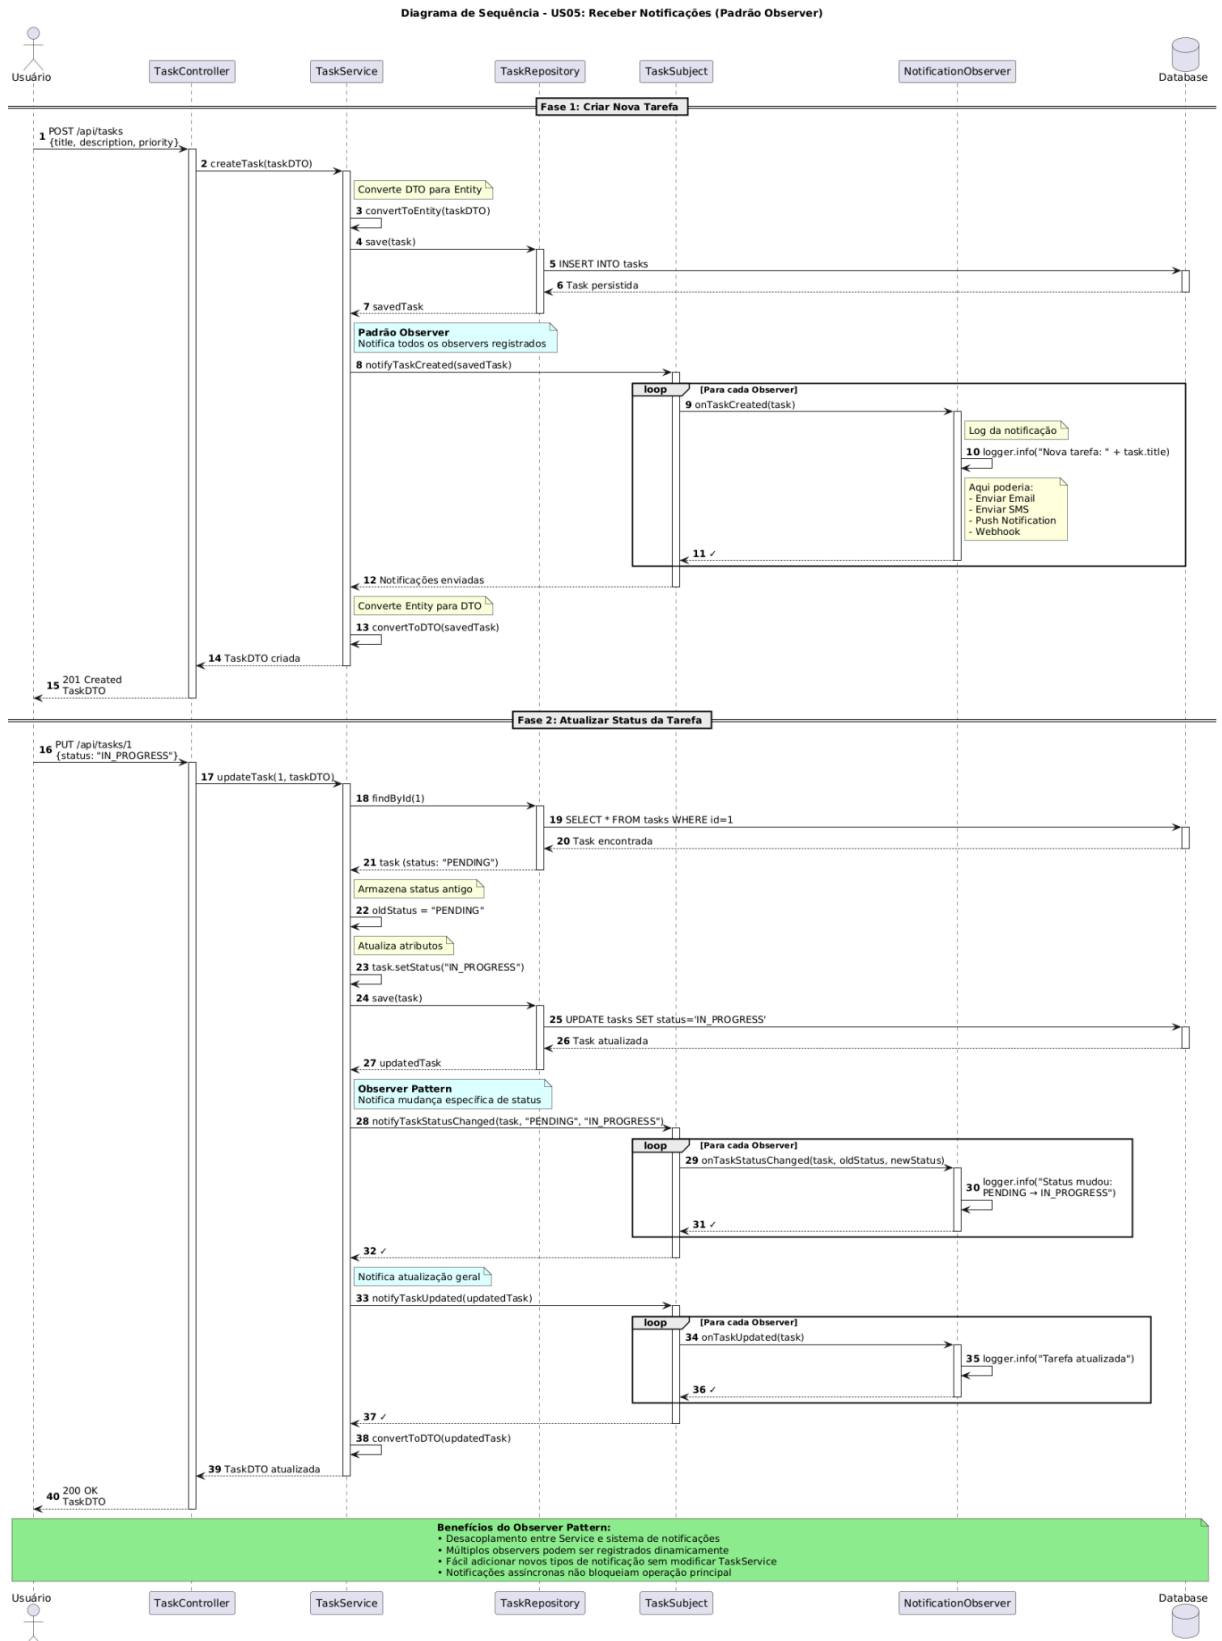 Diagrama de Sequência - US05: Receber Notificações (Padrão Observer)
Usuário
TaskController
TaskService
TaskRepository
TaskSubject
NotificationObserver
Database
Fase 1: Criar Nova Tarefa
1 POST /api/tasks
{title, description, priority}
2 createTask(taskDTO)
Converte DTO para Entity
3 convertToEntity(taskDTO)
4 save(task)
5 INSERT INTO tasks
6 Task persistida
7 savedTask
Padrão Observer
Notifica todos os observers registrados
8 notifyTaskCreated(savedTask)
loop [Para cada Observer]
9 onTaskCreated(task)
Log da notificação
10 logger.info("Nova tarefa: " + task.title)
Aqui poderia:
- Enviar Email
- Enviar SMS
- Push Notification
- Webhook
11 ✓
12 Notificações enviadas
Converte Entity para DTO
13 convertToDTO(savedTask)
14 TaskDTO criada
15 201 Created
TaskDTO
Fase 2: Atualizar Status da Tarefa
16 PUT /api/tasks/1
{status: "IN_PROGRESS"}
17 updateTask(1, taskDTO)
18 findById(1)
19 SELECT * FROM tasks WHERE id=1
20 Task encontrada
21 task (status: "PENDING")
Armazena status antigo
22 oldStatus = "PENDING"
Atualiza atributos
23 task.setStatus("IN_PROGRESS")
24 save(task)
25 UPDATE tasks SET status='IN_PROGRESS'
26 Task atualizada
27 updatedTask
Observer Pattern
Notifica mudança específica de status
28 notifyTaskStatusChanged(task, "PENDING", "IN_PROGRESS")
loop [Para cada Observer]
29 onTaskStatusChanged(task, oldStatus, newStatus)
30 logger.info("Status mudou:
PENDING → IN_PROGRESS")
31 ✓
32 ✓
Notifica atualização geral
33 notifyTaskUpdated(updatedTask)
loop [Para cada Observer]
34 onTaskUpdated(task)
35 logger.info("Tarefa atualizada")
36 ✓
37 ✓
38 convertToDTO(updatedTask)
39 TaskDTO atualizada
40 200 OK
TaskDTO
Benefícios do Observer Pattern:
• Desacoplamento entre Service e sistema de notificações
• Múltiplos observers podem ser registrados dinamicamente
• Fácil adicionar novos tipos de notificação sem modificar TaskService
• Notificações assíncronas não bloqueiam operação principal
Usuário
TaskController
TaskService
TaskRepository
TaskSubject
NotificationObserver
Database